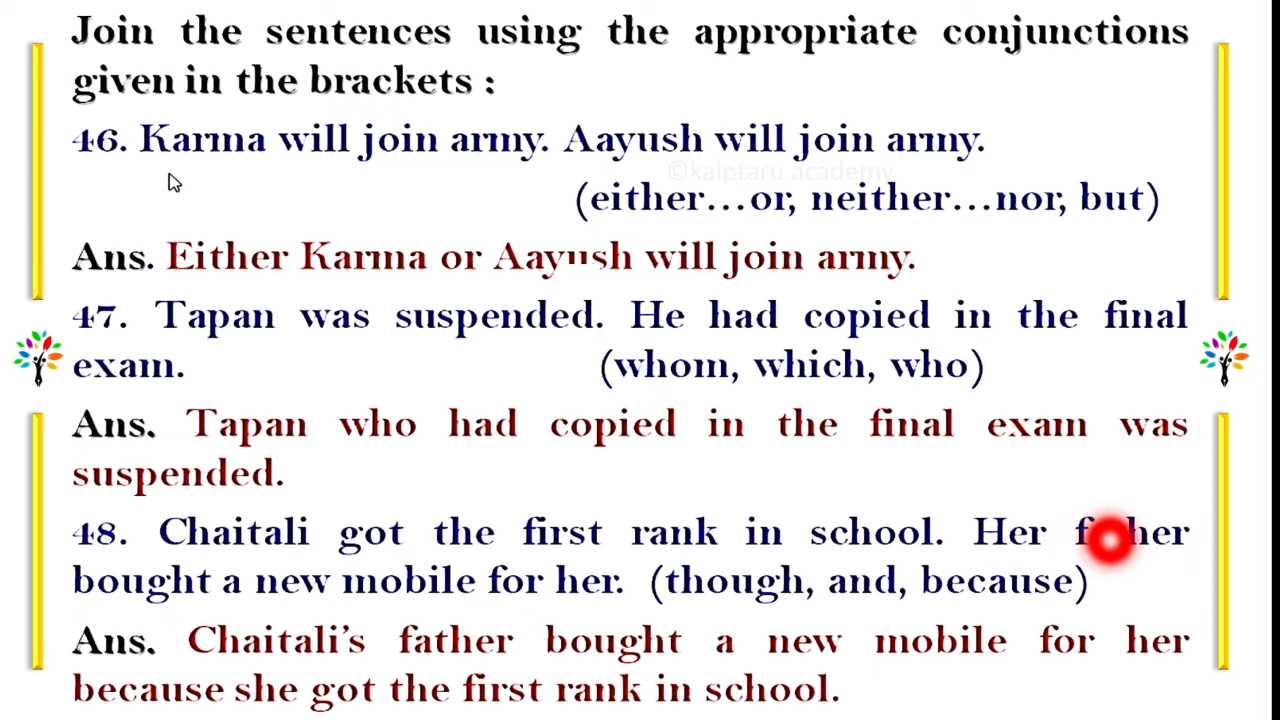 Join the sentences using the appropriate conjunctions
given in the brackets :
46. Karma will join army. Aayush will join army.
©kalptaru academy
(either…or, neither…nor, but)
Ans. Either Karma or Aayush will join army.
47. Tapan was suspended. He had copied in the final
exam. (whom, which, who)
Ans. Tapan who had copied in the final exam was
suspended.
48. Chaitali got the first rank in school. Her father
bought a new mobile for her. (though, and, because)
Ans. Chaitali’s father bought a new mobile for her
because she got the first rank in school.